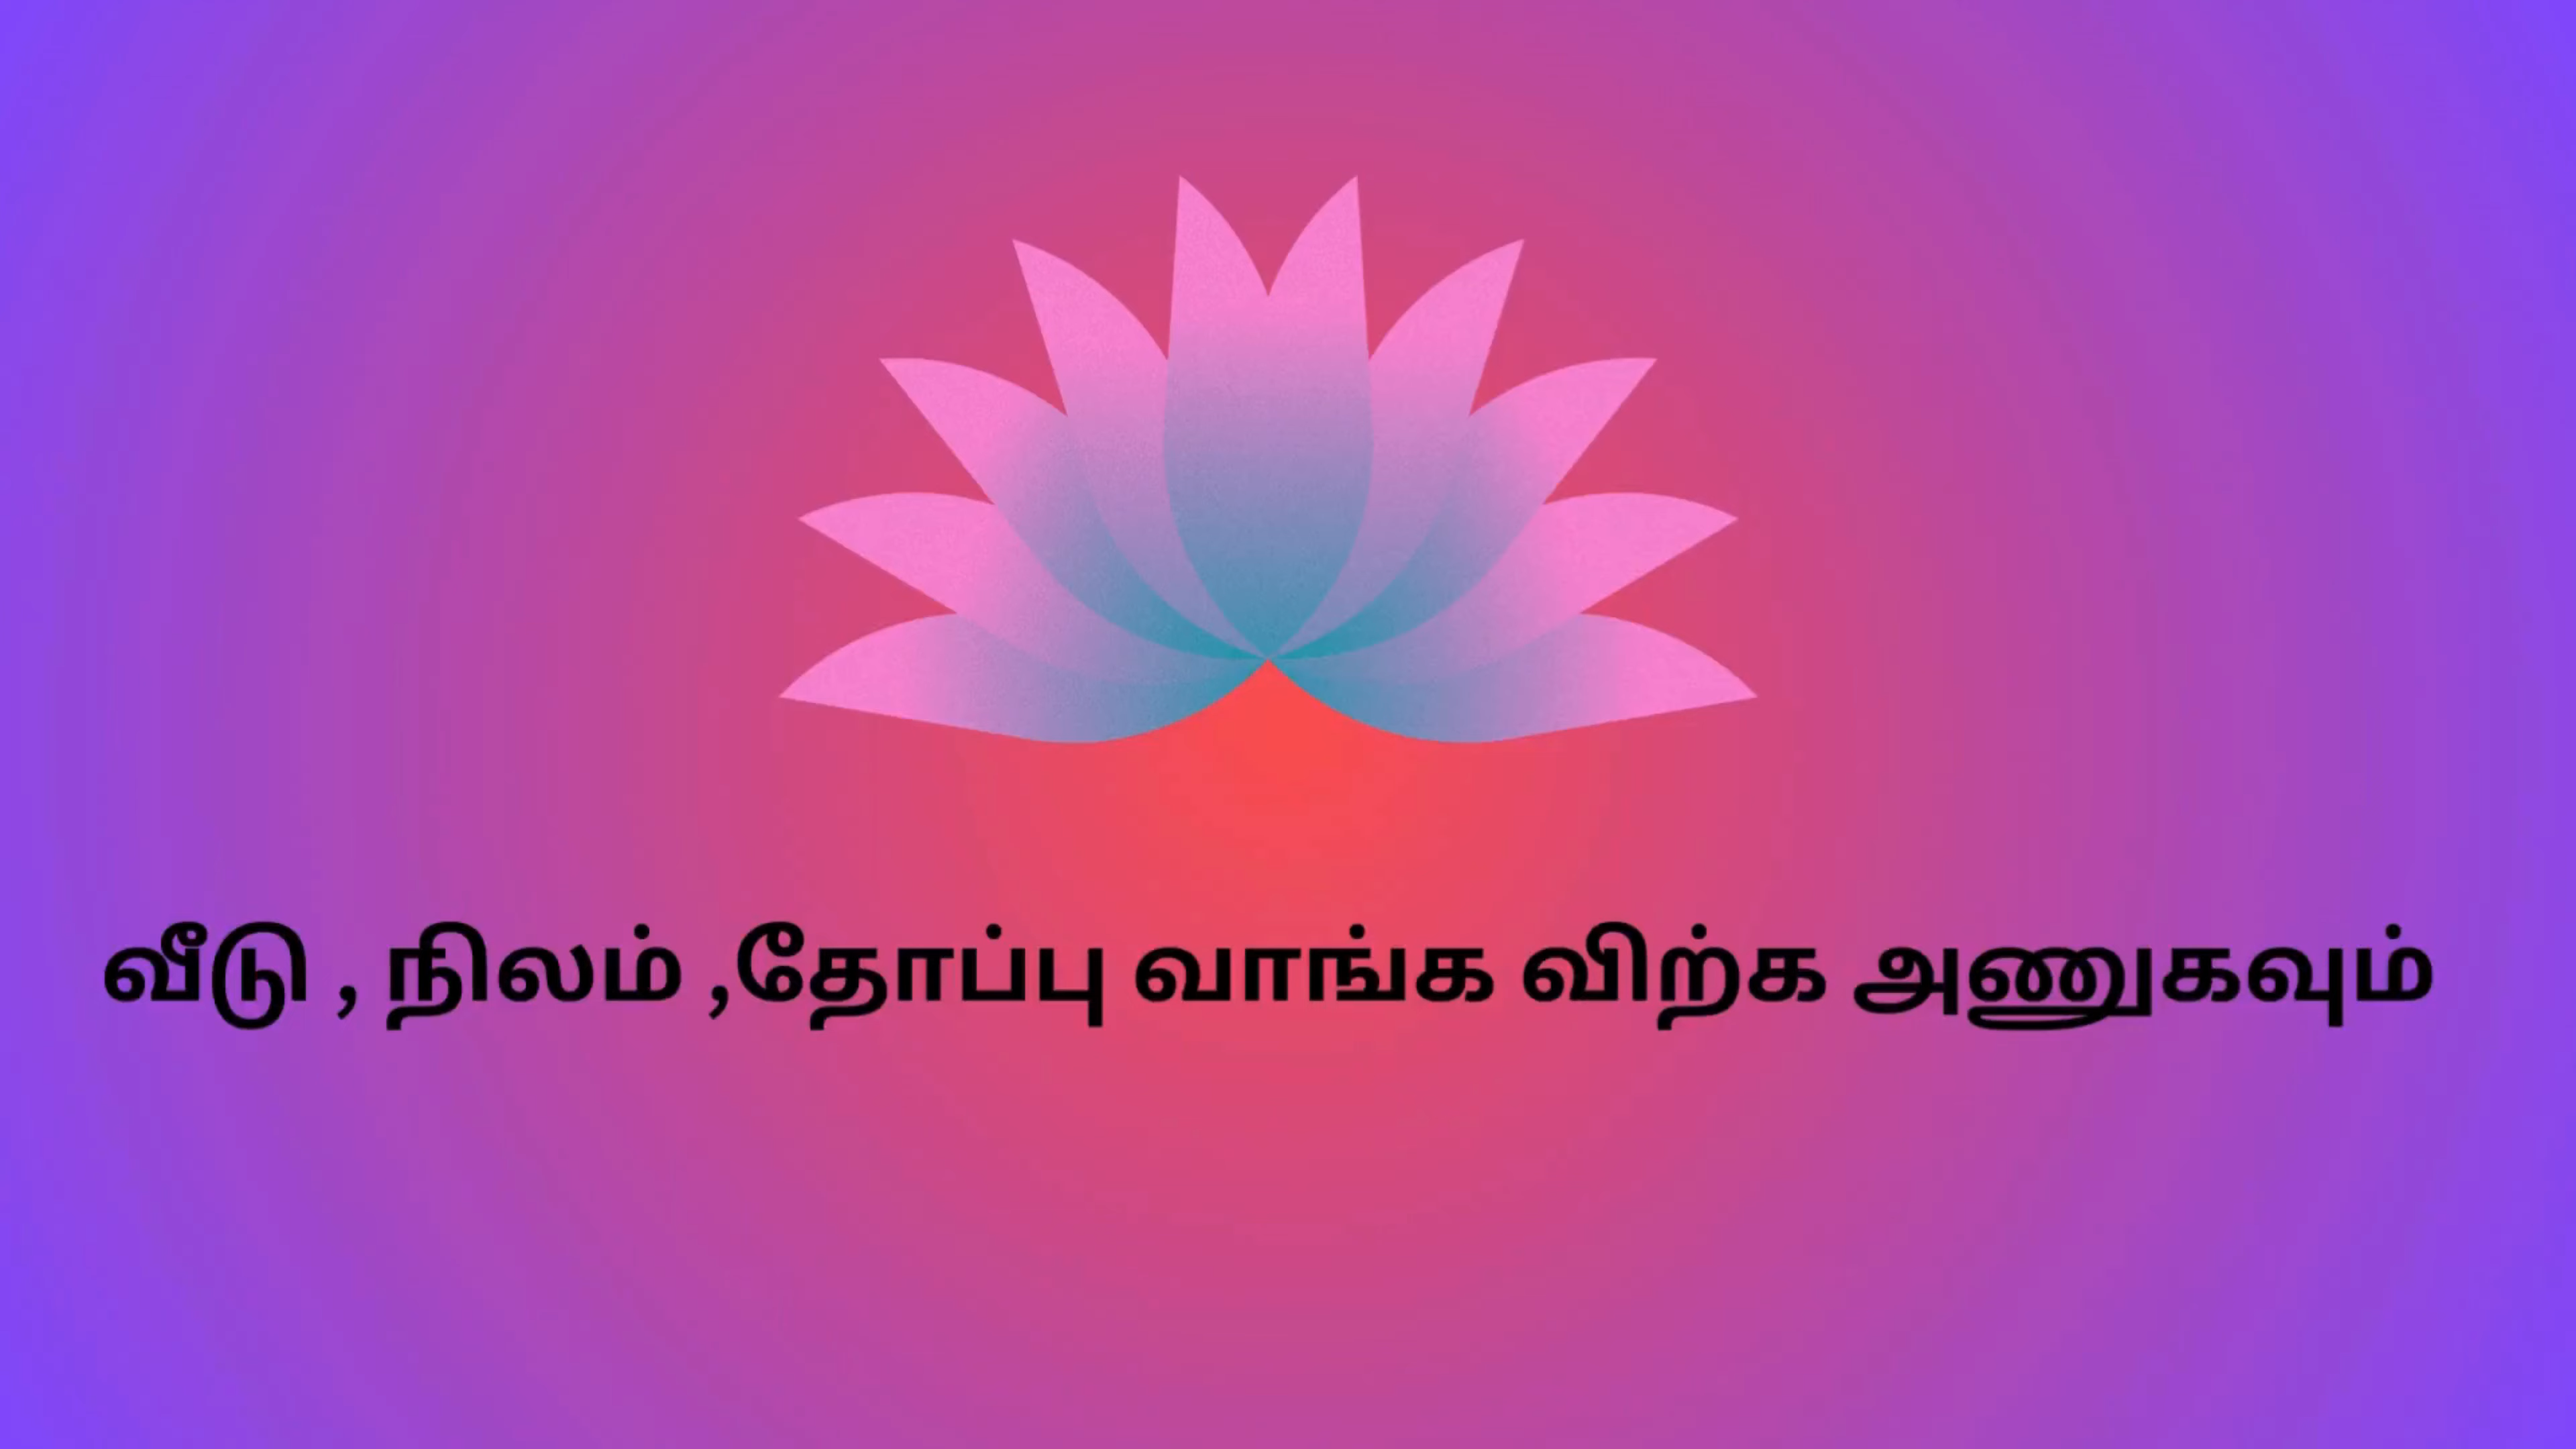 வீடு , நிலம் ,தோப்பு வாங்க விற்க அணுகவும்